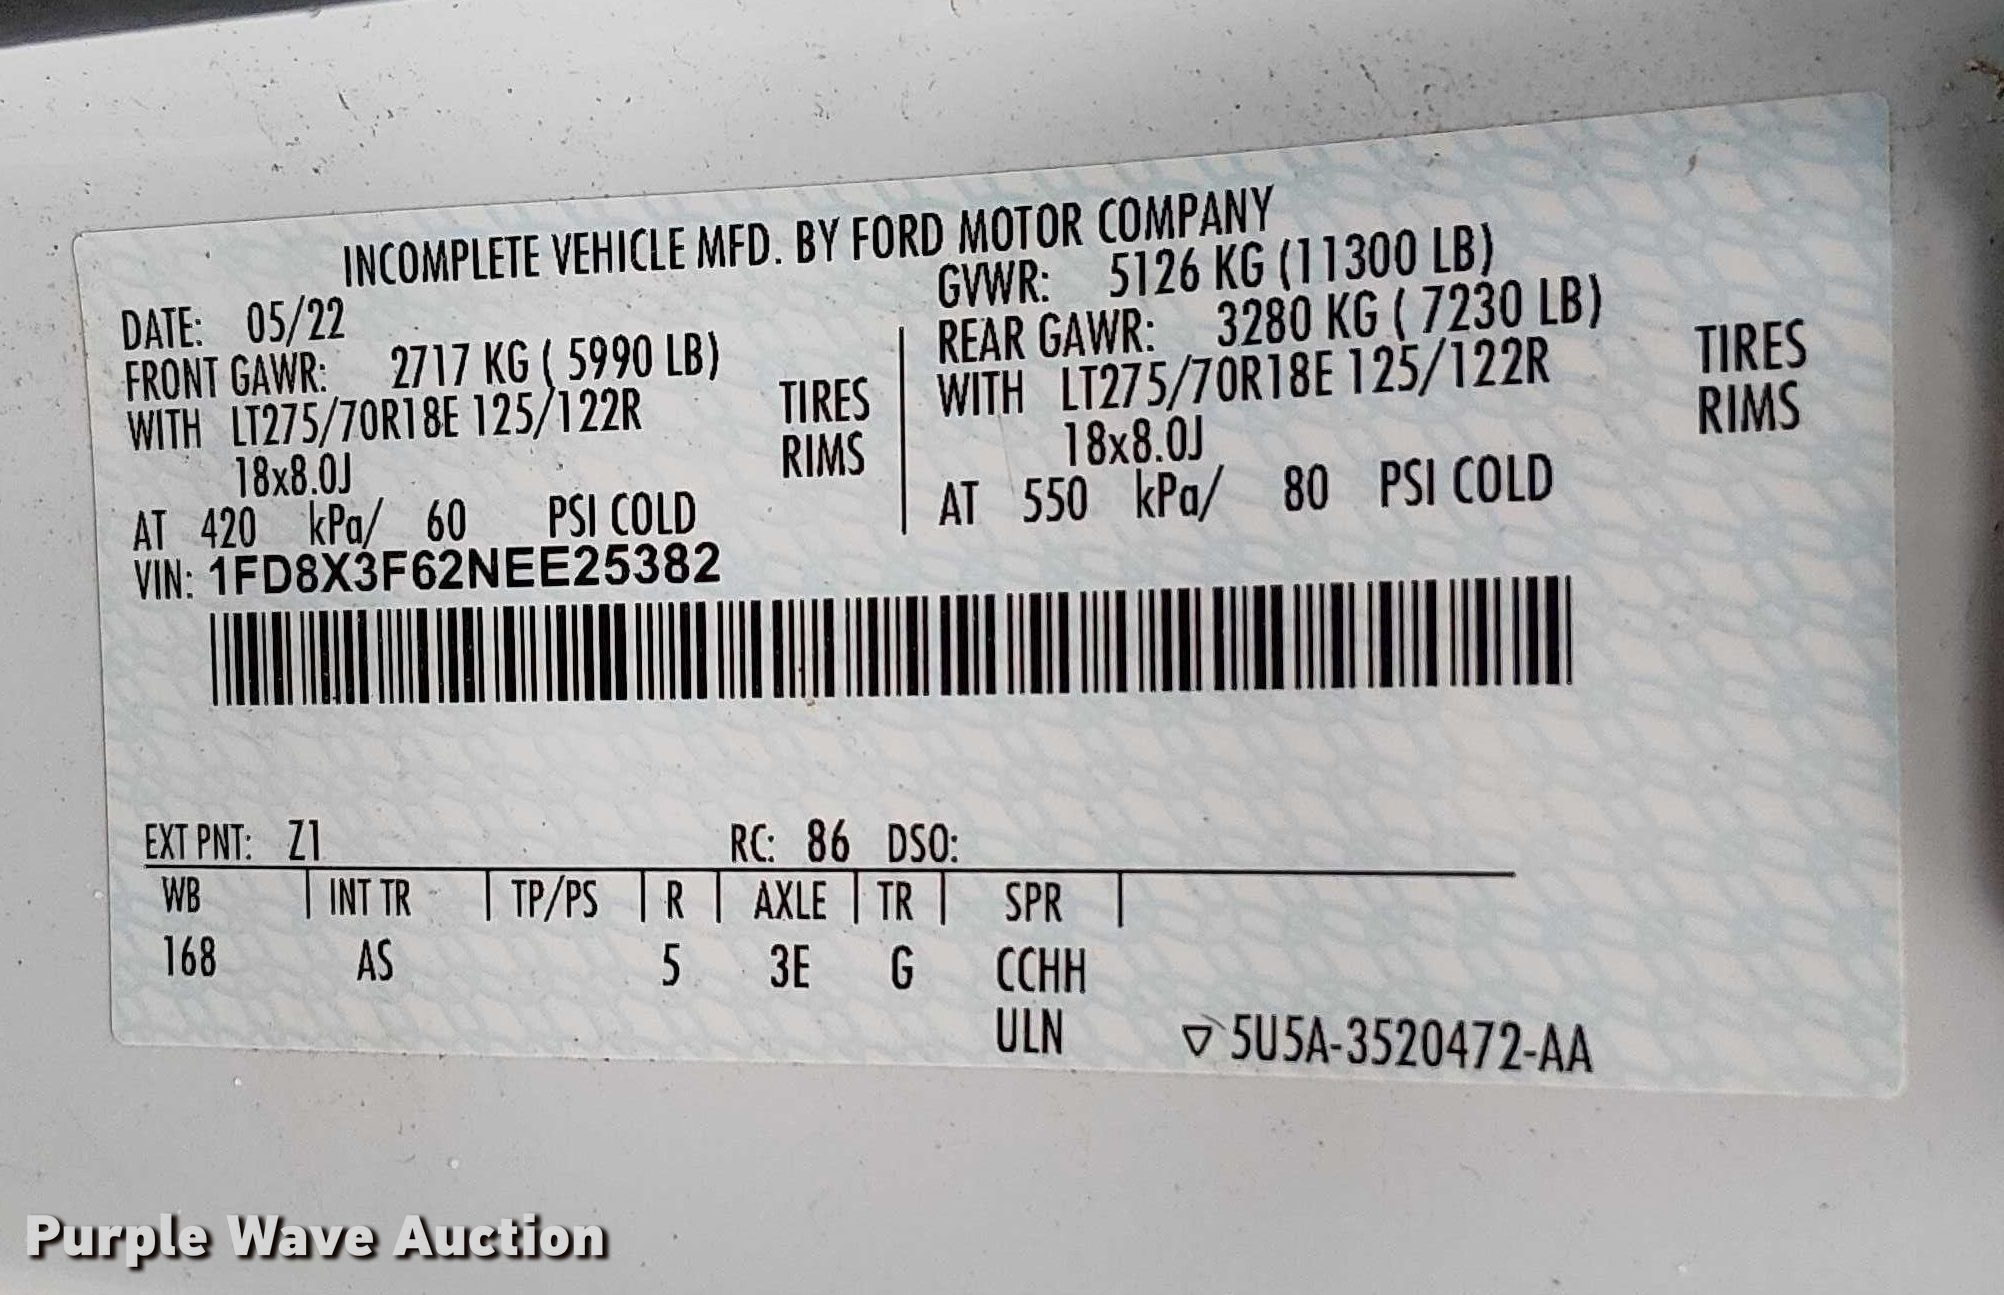 INCOMPLETE VEHICLE MFD. BY FORD MOTOR COMPANY
DATE: 05/22
FRONT GAWR: 2717 KG ( 5990 LB)
WITH LT275/70R18E 125/122R TIRES
18x8.0J RIMS
AT 420 kPa/ 60 PSI COLD
GVWR: 5126 KG (11300 LB)
REAR GAWR: 3280 KG ( 7230 LB)
WITH LT275/70R18E 125/122R TIRES
18x8.0J RIMS
AT 550 kPa/ 80 PSI COLD
VIN: 1FD8X3F62NEE25382
EXT PNT: Z1 RC: 86 DSO:
WB INT TR TP/PS R AXLE TR SPR
168 AS 5 3E G CCHH
ULN ▽ 5U5A-3520472-AA
Purple Wave Auction